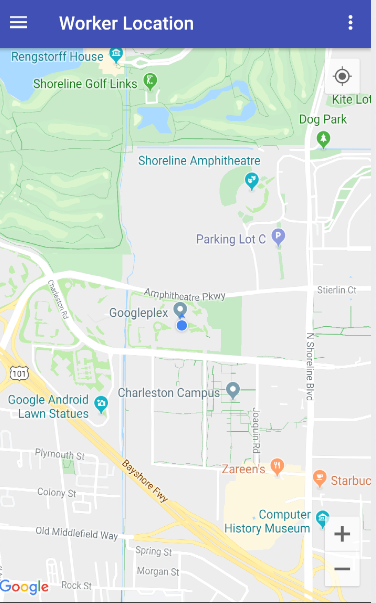 Worker Location
Rengstorff House
Shoreline Golf Links
Kite Lot
Dog Park
Shoreline Amphitheatre
Parking Lot C
Amphitheatre Pkwy
Stierlin Ct
Charleston Rd
Googleplex
N Shoreline Blvc
101
Charleston Campus
Google Android
Lawn Statues
Joaquin Rd
Plymouth St
Bayshore Fwy
Zareen's
Starbuc
Colony St
Computer
History Museum
Old Middlefield Way
+
Spring St
Morgan St
−
Google
Rock St